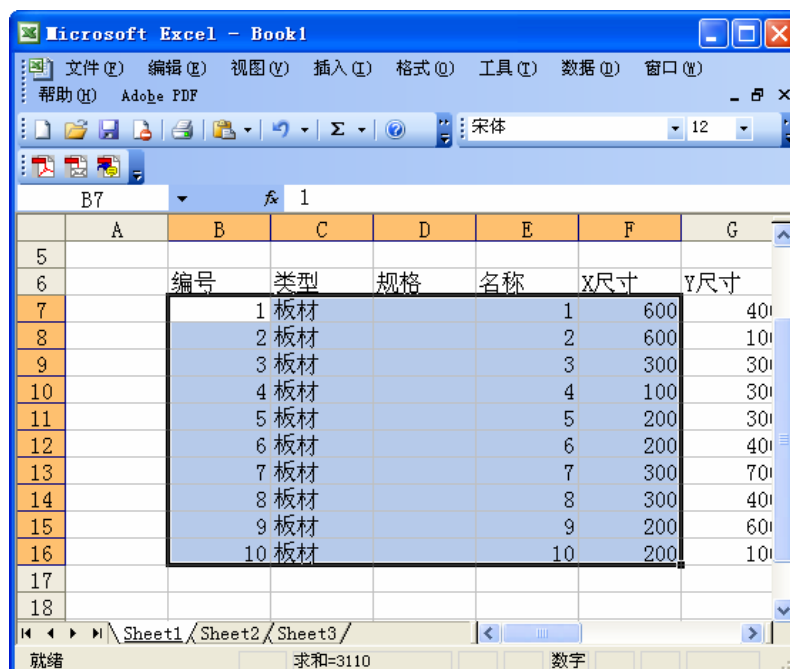 Microsoft Excel - Book1
文件(F) 编辑(E) 视图(V) 插入(I) 格式(O) 工具(T) 数据(D) 窗口(W)
帮助(H) Adobe PDF
宋体 12
B7 fx 1
A B C D E F G
5
6 编号 类型 规格 名称 X尺寸 Y尺寸
7 1 板材 1 600
8 2 板材 2 600
9 3 板材 3 300
10 4 板材 4 100
11 5 板材 5 200
12 6 板材 6 200
13 7 板材 7 300
14 8 板材 8 300
15 9 板材 9 200
16 10 板材 10 200
17
18
Sheet1 Sheet2 Sheet3
就绪 求和=3110 数字